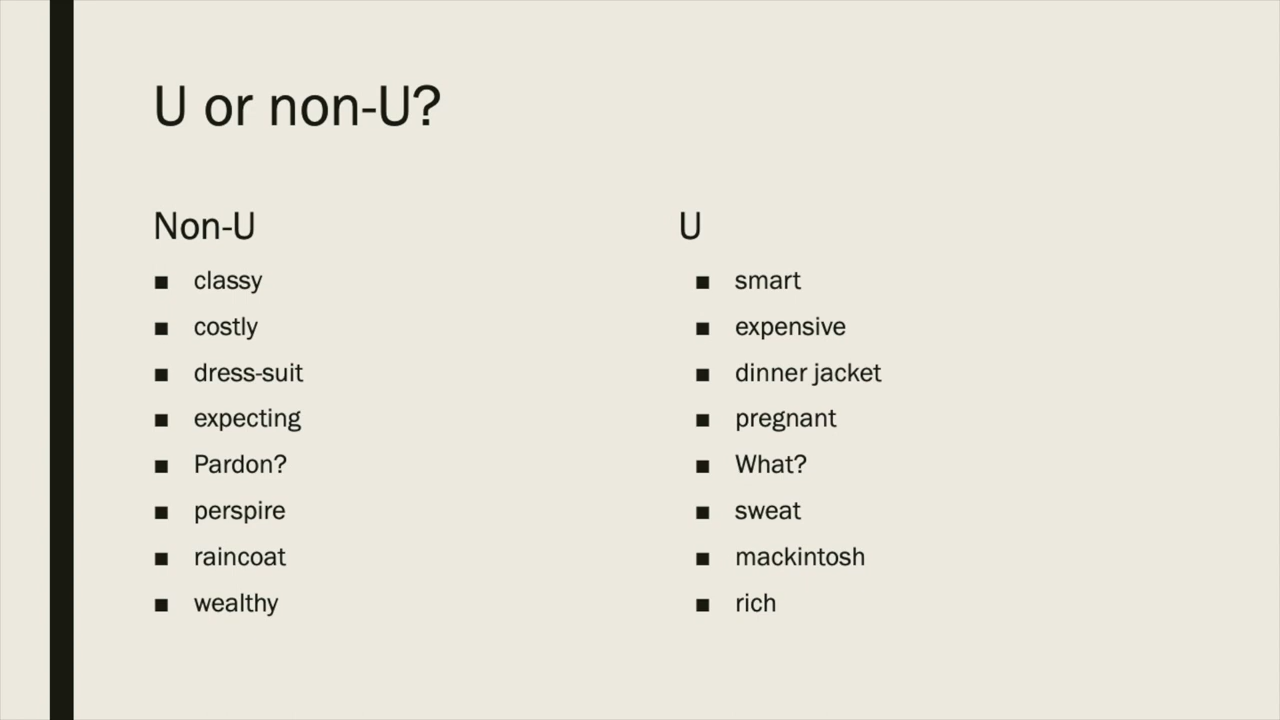 U or non-U?
Non-U
■ classy
■ costly
■ dress-suit
■ expecting
■ Pardon?
■ perspire
■ raincoat
■ wealthy
U
■ smart
■ expensive
■ dinner jacket
■ pregnant
■ What?
■ sweat
■ mackintosh
■ rich